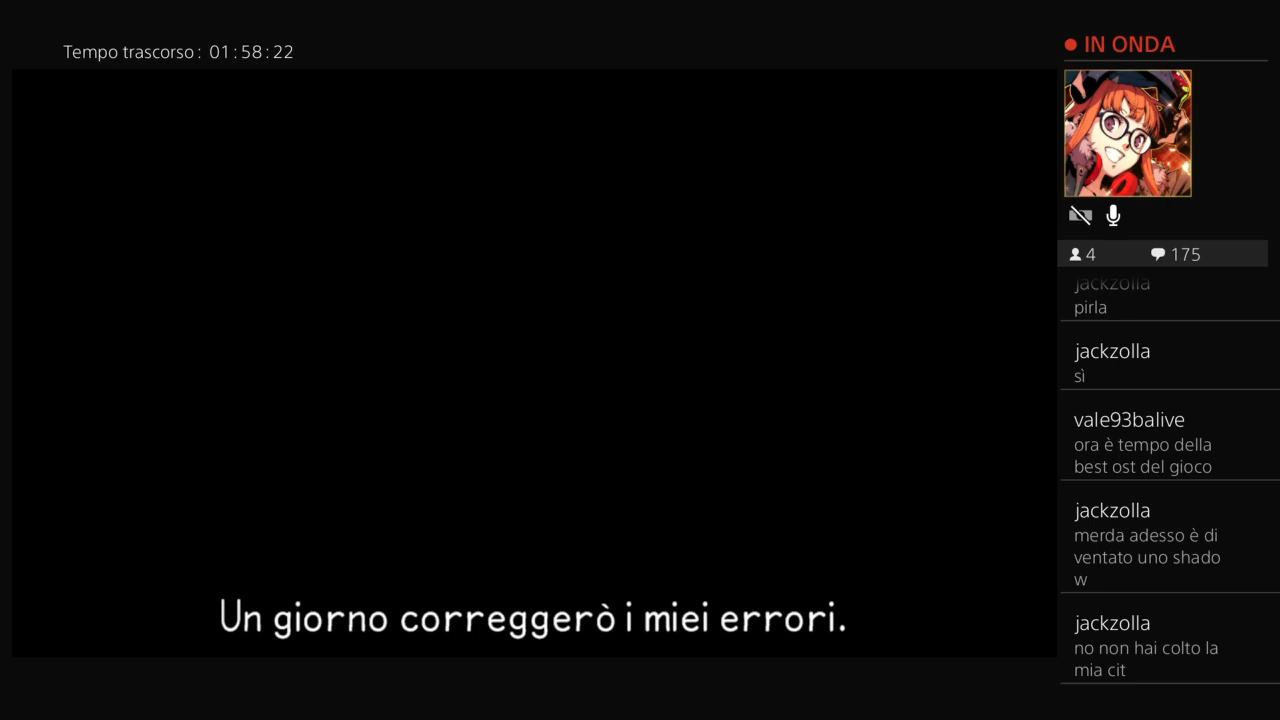 Tempo trascorso: 01:58:22
IN ONDA
4
175
jackzolla
pirla
jackzolla
sì
vale93balive
ora è tempo della
best ost del gioco
jackzolla
merda adesso è di
ventato uno shado
w
jackzolla
no non hai colto la
mia cit
Un giorno correggerò i miei errori.